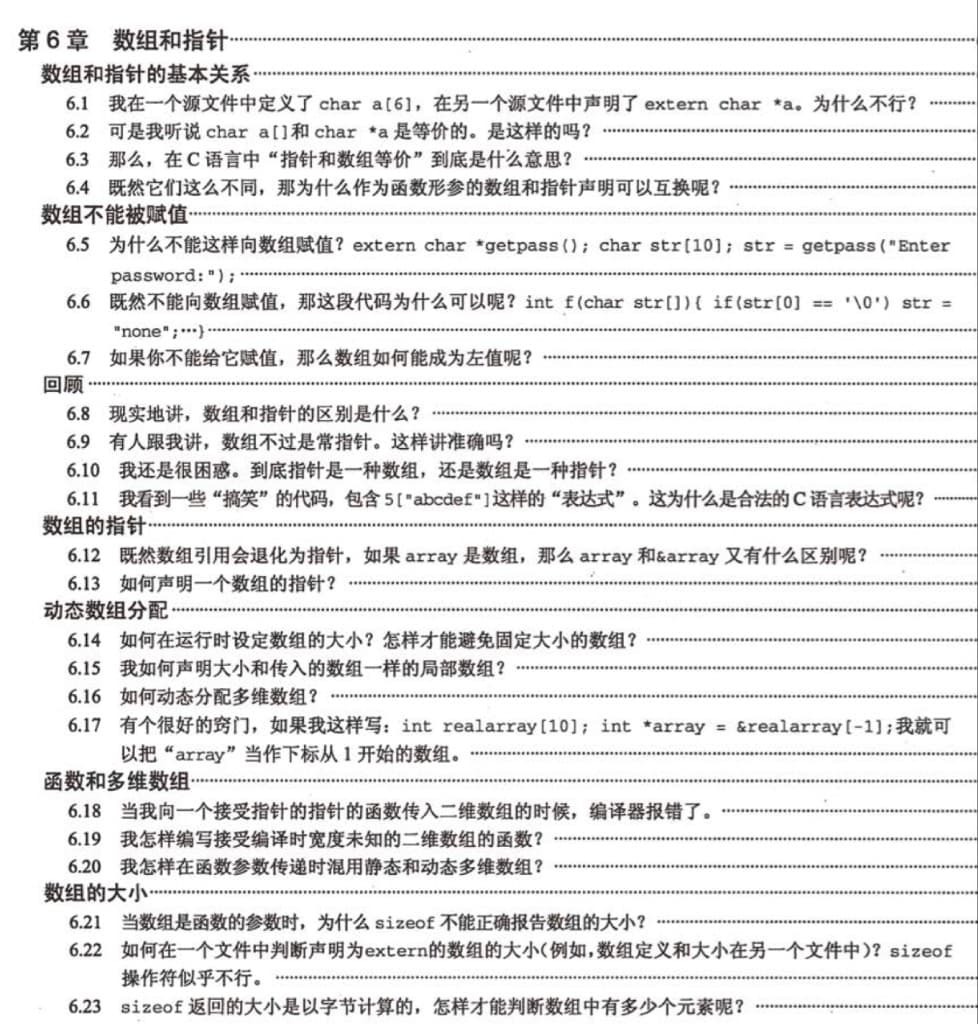 第 6 章 数组和指针
数组和指针的基本关系
6.1 我在一个源文件中定义了 char a[6]，在另一个源文件中声明了 extern char *a。为什么不行？
6.2 可是我听说 char a[]和 char *a 是等价的。是这样的吗？
6.3 那么，在 C 语言中“指针和数组等价”到底是什么意思？
6.4 既然它们这么不同，那为什么作为函数形参的数组和指针声明可以互换呢？
数组不能被赋值
6.5 为什么不能这样向数组赋值？extern char *getpass(); char str[10]; str = getpass("Enter
password:");
6.6 既然不能向数组赋值，那这段代码为什么可以呢？int f(char str[]){ if(str[0] == '\0') str =
"none";…}
6.7 如果你不能给它赋值，那么数组如何能成为左值呢？
回顾
6.8 现实地讲，数组和指针的区别是什么？
6.9 有人跟我讲，数组不过是常指针。这样讲准确吗？
6.10 我还是很困惑。到底指针是一种数组，还是数组是一种指针？
6.11 我看到一些“搞笑”的代码，包含 5["abcdef"]这样的“表达式”。这为什么是合法的 C 语言表达式呢？
数组的指针
6.12 既然数组引用会退化为指针，如果 array 是数组，那么 array 和&array 又有什么区别呢？
6.13 如何声明一个数组的指针？
动态数组分配
6.14 如何在运行时设定数组的大小？怎样才能避免固定大小的数组？
6.15 我如何声明大小和传入的数组一样的局部数组？
6.16 如何动态分配多维数组？
6.17 有个很好的窍门，如果我这样写：int realarray[10]; int *array = &realarray[-1];我就可
以把“array”当作下标从 1 开始的数组。
函数和多维数组
6.18 当我向一个接受指针的指针的函数传入二维数组的时候，编译器报错了。
6.19 我怎样编写接受编译时宽度未知的二维数组的函数？
6.20 我怎样在函数参数传递时混用静态和动态多维数组？
数组的大小
6.21 当数组是函数的参数时，为什么 sizeof 不能正确报告数组的大小？
6.22 如何在一个文件中判断声明为extern的数组的大小(例如,数组定义和大小在另一个文件中)？sizeof
操作符似乎不行。
6.23 sizeof 返回的大小是以字节计算的，怎样才能判断数组中有多少个元素呢？